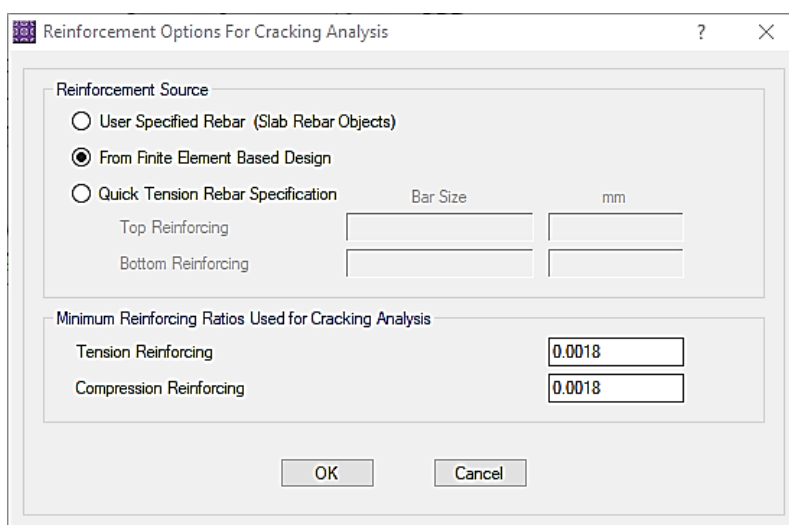 Reinforcement Options For Cracking Analysis ?
Reinforcement Source
User Specified Rebar (Slab Rebar Objects)
From Finite Element Based Design
Quick Tension Rebar Specification Bar Size mm
Top Reinforcing
Bottom Reinforcing
Minimum Reinforcing Ratios Used for Cracking Analysis
Tension Reinforcing 0.0018
Compression Reinforcing 0.0018
OK Cancel